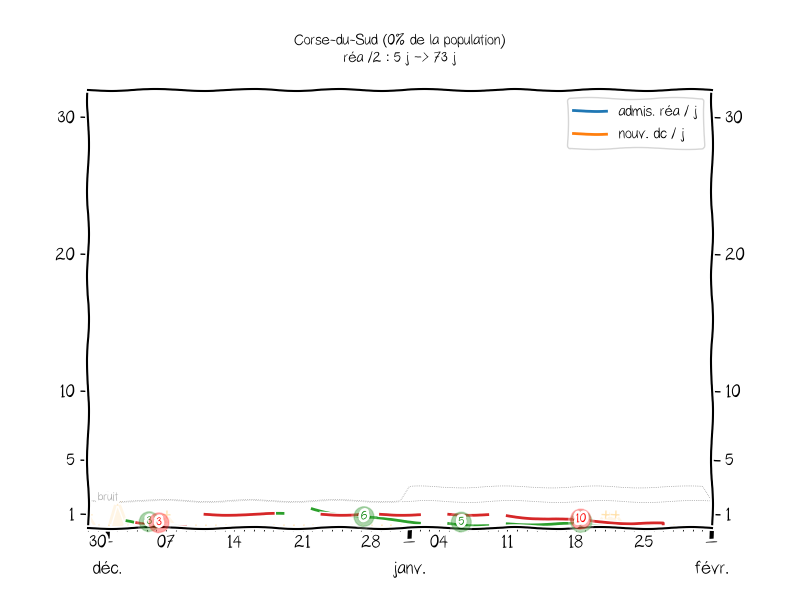 Corse-du-Sud (0% de la population)
réa /2 : 5 j -> 73 j
admis. réa / j
nouv. dc / j
30 30
20 20
10 10
5 5
bruit
1 1
3 3 6 5 10
30 07 14 21 28 04 11 18 25
déc. janv. févr.